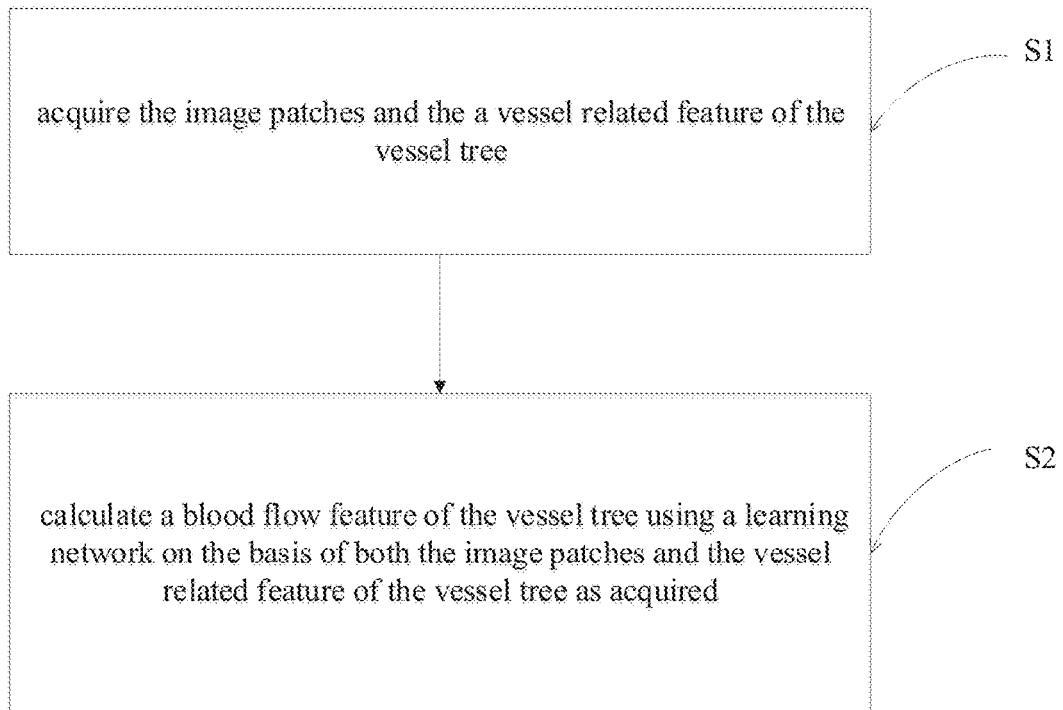 S1
acquire the image patches and the a vessel related feature of the
vessel tree
S2
calculate a blood flow feature of the vessel tree using a learning
network on the basis of both the image patches and the vessel
related feature of the vessel tree as acquired